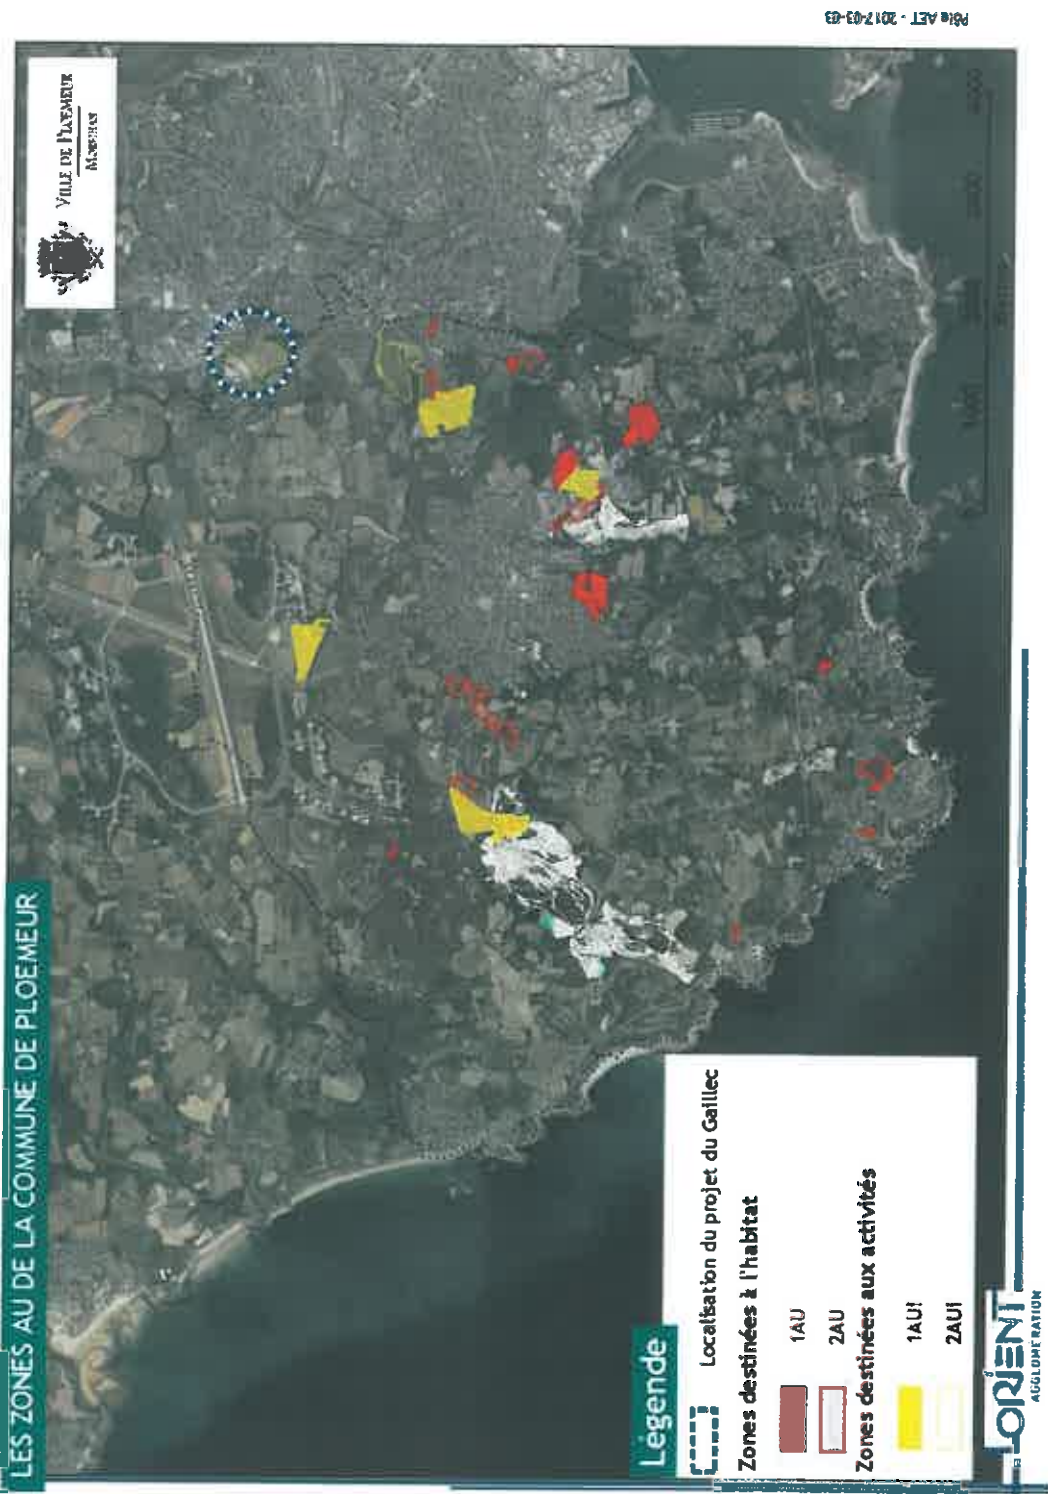 LES ZONES AU DE LA COMMUNE DE PLOEMEUR
VILLE DE PLOEMEUR
MORBIHAN
Légende
Localisation du projet du Gaillec
Zones destinées à l'habitat
1AU
2AU
Zones destinées aux activités
1AUi
2AUi
LORIENT
AGGLOMÉRATION
Pôle AET - 2017-03-03